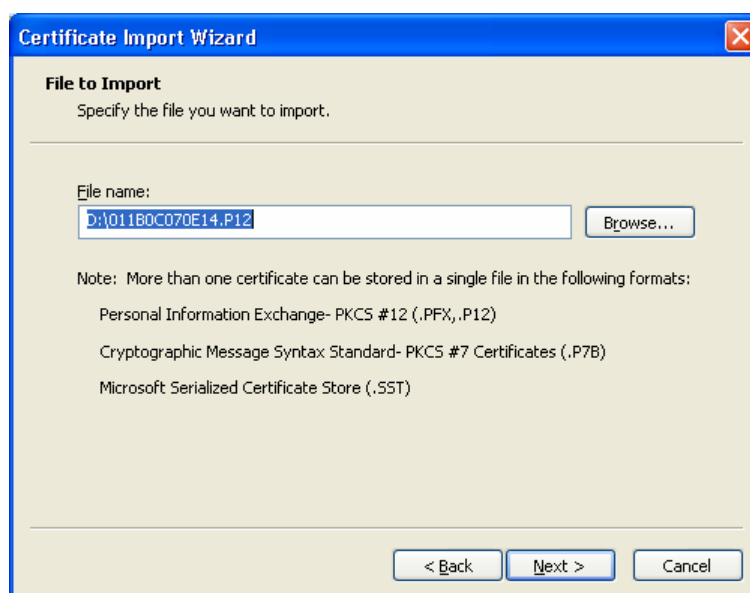 Certificate Import Wizard
File to Import
Specify the file you want to import.
File name:
D:\011B0C070E14.P12
Browse...
Note:  More than one certificate can be stored in a single file in the following formats:
Personal Information Exchange- PKCS #12 (.PFX,.P12)
Cryptographic Message Syntax Standard- PKCS #7 Certificates (.P7B)
Microsoft Serialized Certificate Store (.SST)
< Back
Next >
Cancel